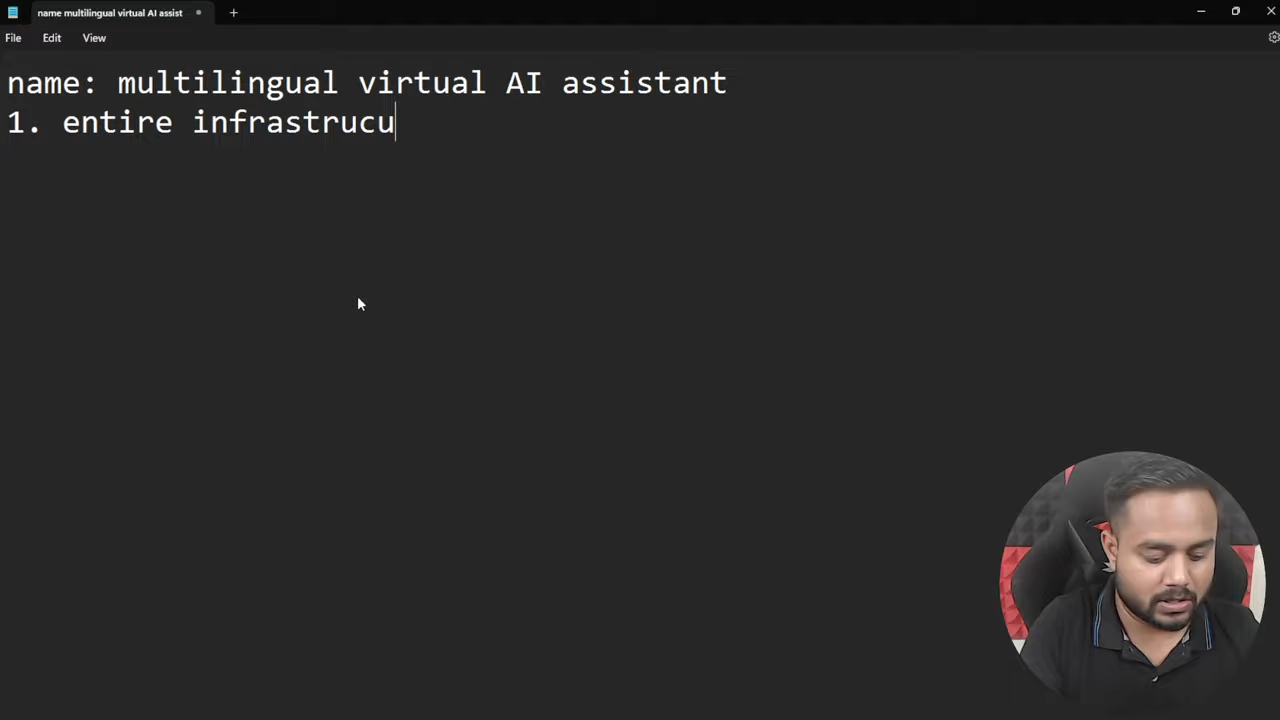 name multilingual virtual AI assist
File Edit View
name: multilingual virtual AI assistant
1. entire infrastrucu